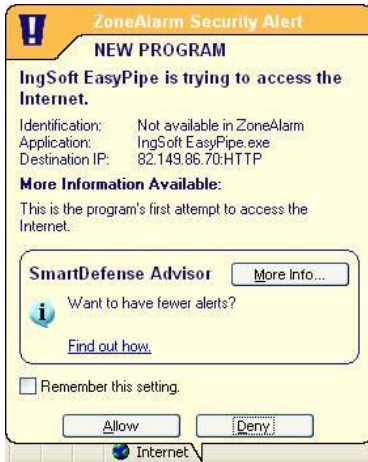 ZoneAlarm Security Alert
NEW PROGRAM
IngSoft EasyPipe is trying to access the
Internet.
Identification: Not available in ZoneAlarm
Application: IngSoft EasyPipe.exe
Destination IP: 82.149.86.70:HTTP
More Information Available:
This is the program's first attempt to access the
Internet.
SmartDefense Advisor More Info...
Want to have fewer alerts?
Find out how.
Remember this setting.
Allow Deny
Internet